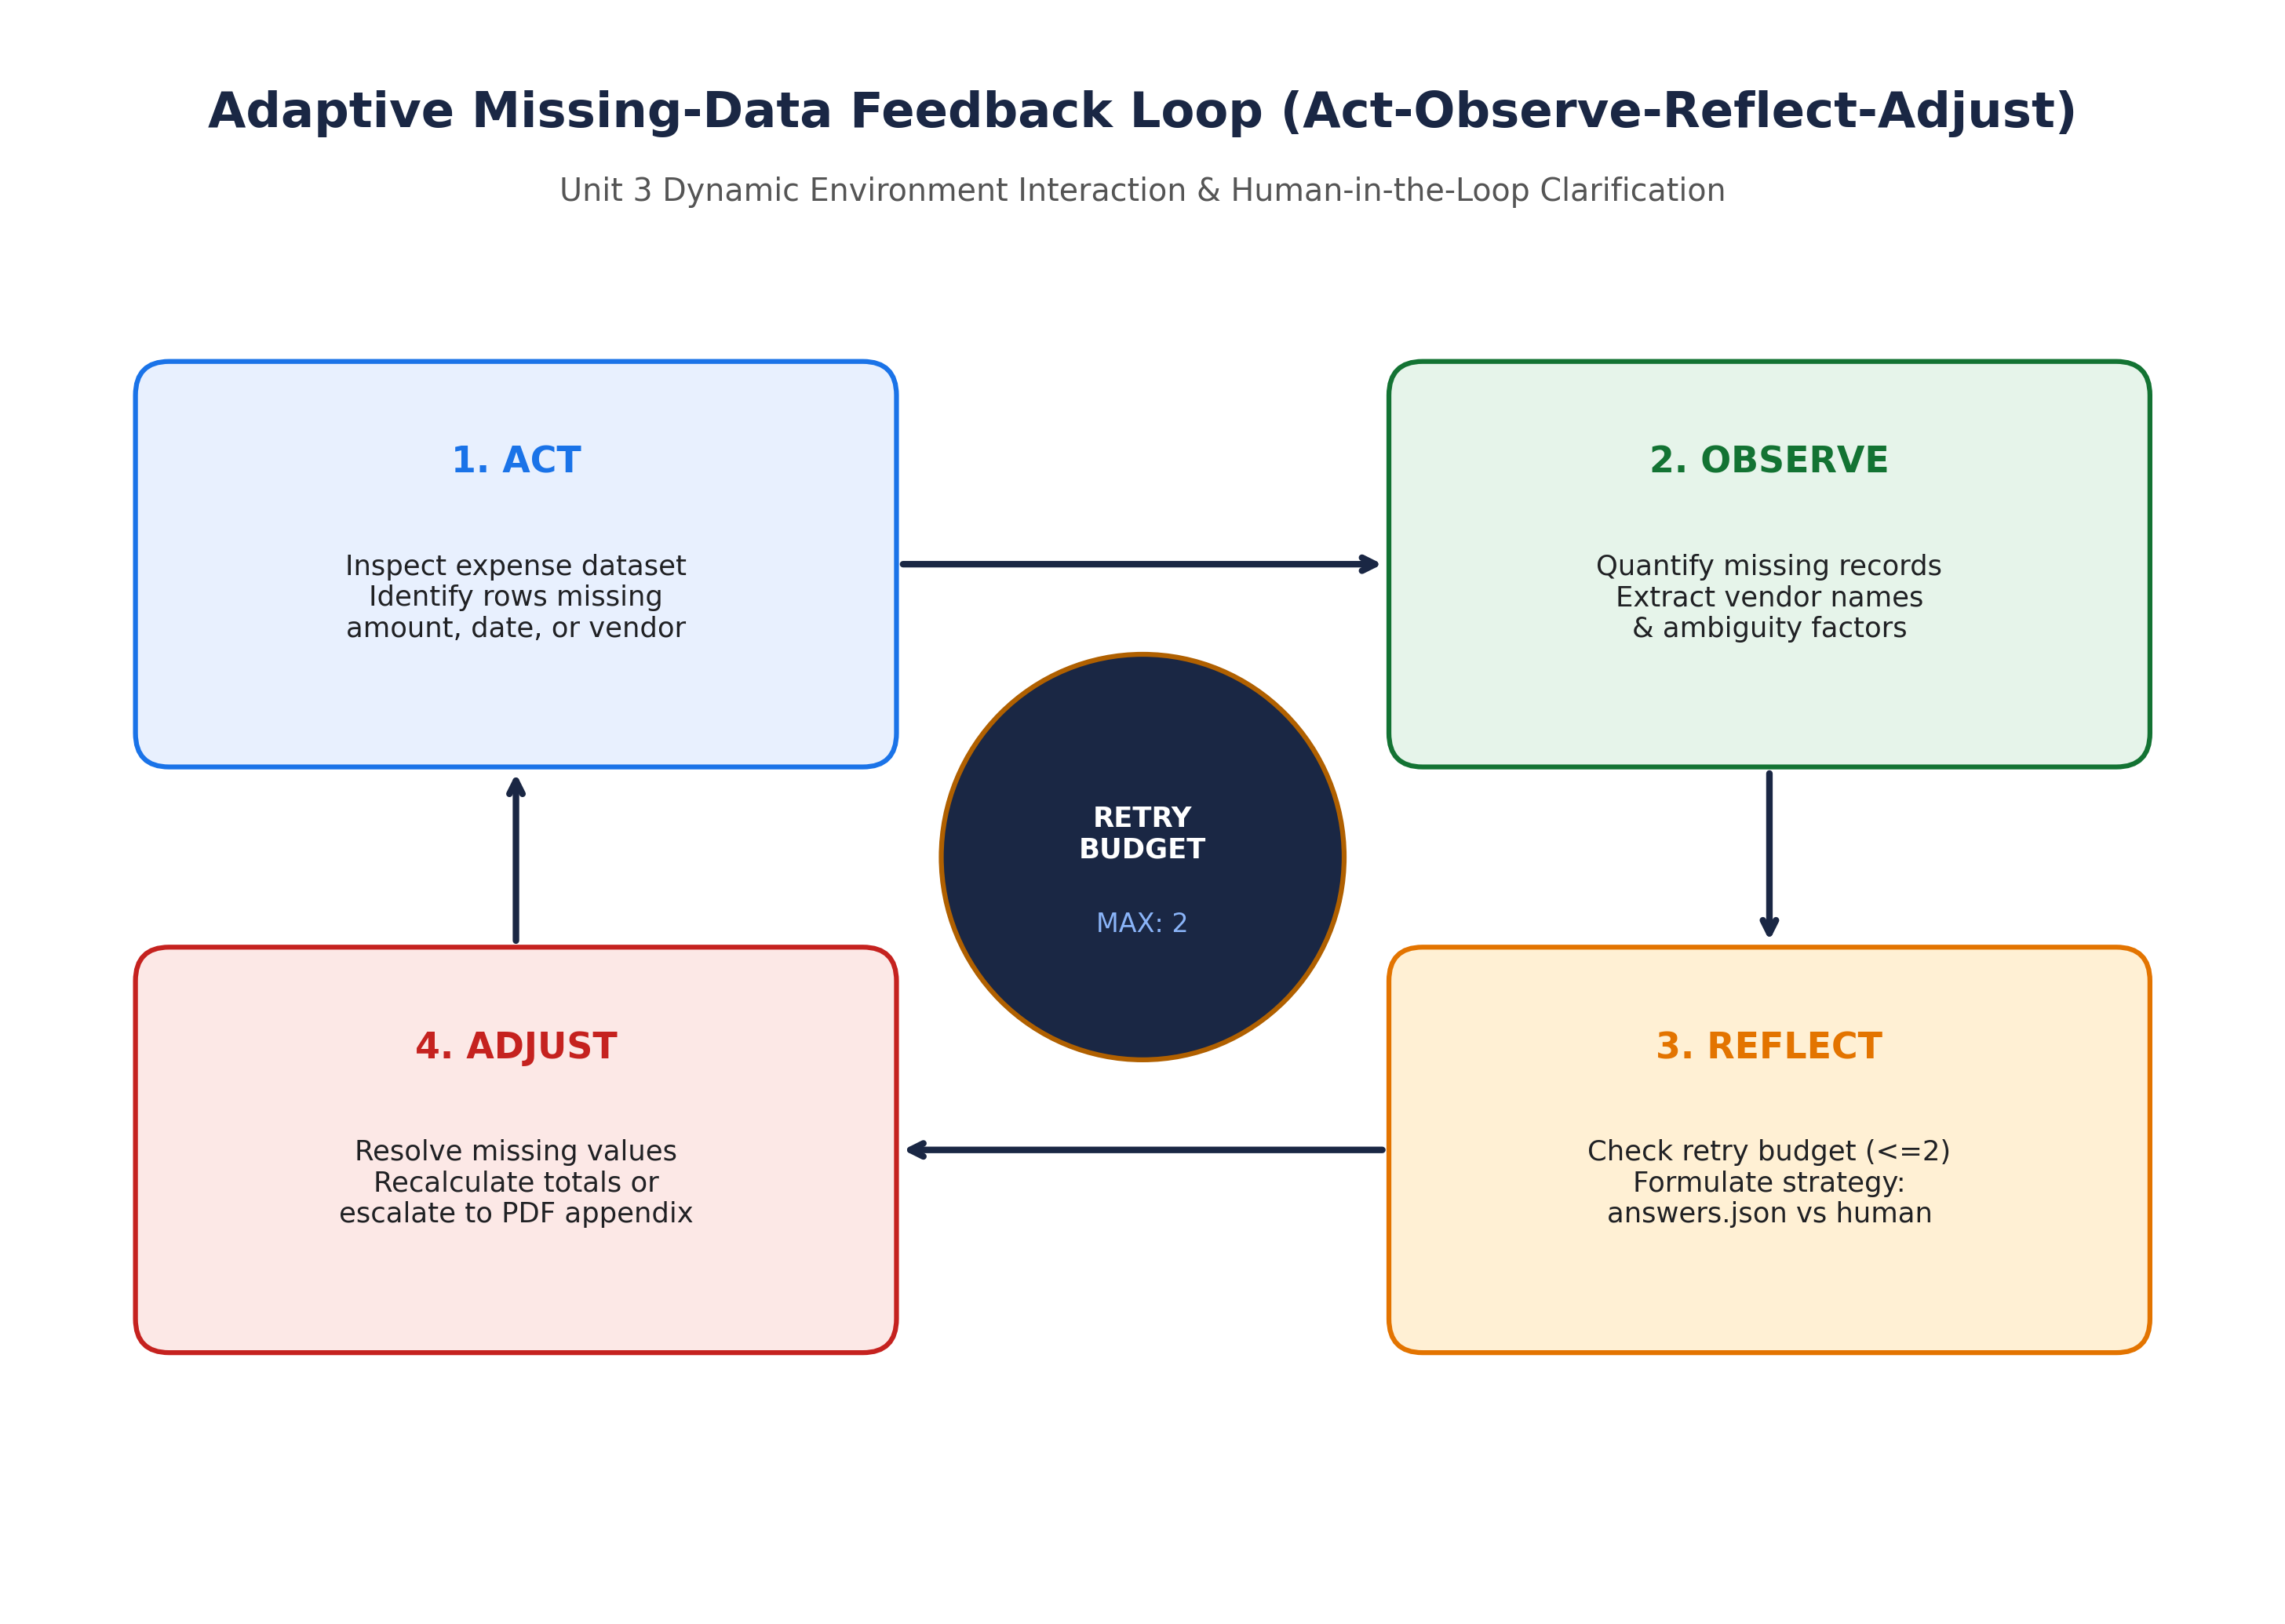 Adaptive Missing-Data Feedback Loop (Act-Observe-Reflect-Adjust)
Unit 3 Dynamic Environment Interaction & Human-in-the-Loop Clarification
1. ACT
Inspect expense dataset
Identify rows missing
amount, date, or vendor
2. OBSERVE
Quantify missing records
Extract vendor names
& ambiguity factors
RETRY
BUDGET
MAX: 2
3. REFLECT
Check retry budget (<=2)
Formulate strategy:
answers.json vs human
4. ADJUST
Resolve missing values
Recalculate totals or
escalate to PDF appendix